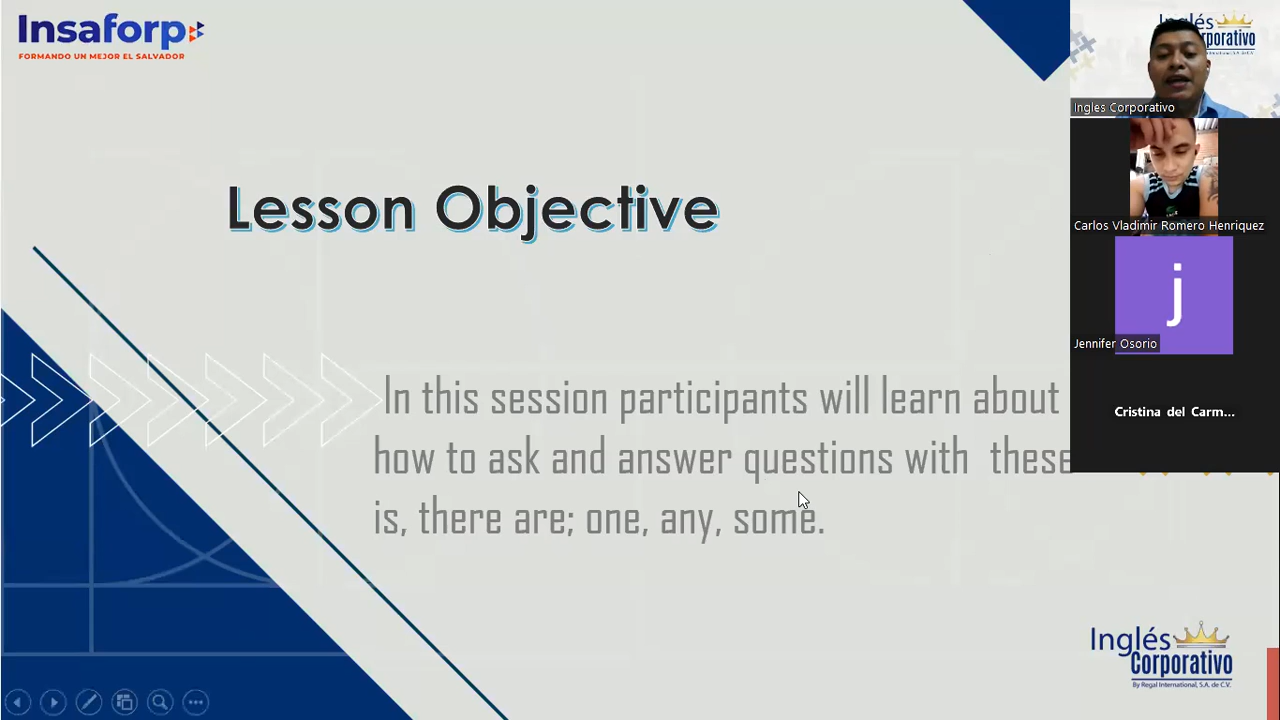 Insaforp
FORMANDO UN MEJOR EL SALVADOR
Lesson Objective
In this session participants will learn about
how to ask and answer questions with these
is, there are; one, any, some.
Inglés
Corporativo
By Regal International, S.A. de C.V.
Inglés
Ingles Corporativo
Carlos Vladimir Romero Henriquez
j
Jennifer Osorio
Cristina del Carm...